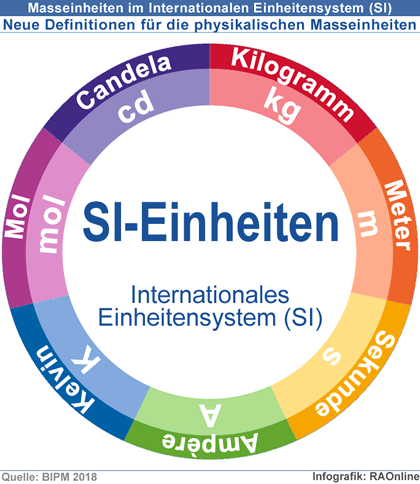 Masseinheiten im Internationalen Einheitensystem (SI)
Neue Definitionen für die physikalischen Masseinheiten
Candela
cd
Kilogramm
kg
Meter
m
Sekunde
s
Ampère
A
Kelvin
K
Mol
mol
SI-Einheiten
Internationales
Einheitensystem (SI)
Quelle: BIPM 2018
Infografik: RAOnline